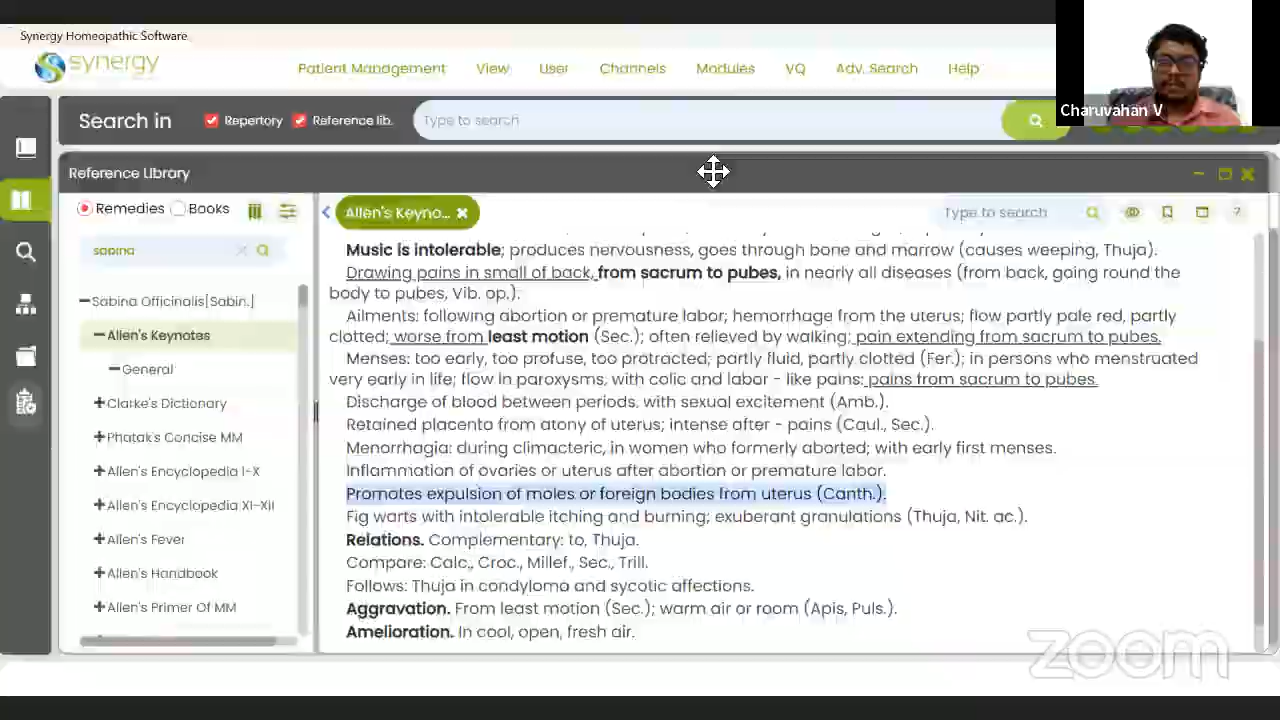 Synergy Homeopathic Software
synergy
Patient Management View User Channels Modules VQ Adv. Search Help
Charuvahan V
Search in Repertory Reference lib. Type to search
Reference Library
Remedies Books
Allen's Keyno... Type to search
sabina
Sabina Officinalis[Sabin.]
Allen's Keynotes
General
Clarke's Dictionary
Phatak's Concise MM
Allen's Encyclopedia I-X
Allen's Encyclopedia XI-XII
Allen's Fever
Allen's Handbook
Allen's Primer Of MM
Music is intolerable; produces nervousness, goes through bone and marrow (causes weeping, Thuja).
Drawing pains in small of back, from sacrum to pubes, in nearly all diseases (from back, going round the
body to pubes, Vib. op.).
Ailments: following abortion or premature labor; hemorrhage from the uterus; flow partly pale red, partly
clotted; worse from least motion (Sec.); often relieved by walking; pain extending from sacrum to pubes.
Menses: too early, too profuse, too protracted; partly fluid, partly clotted (Fer.); in persons who menstruated
very early in life; flow in paroxysms, with colic and labor - like pains; pains from sacrum to pubes.
Discharge of blood between periods, with sexual excitement (Amb.).
Retained placenta from atony of uterus; intense after - pains (Caul., Sec.).
Menorrhagia: during climacteric, in women who formerly aborted; with early first menses.
Inflammation of ovaries or uterus after abortion or premature labor.
Promotes expulsion of moles or foreign bodies from uterus (Canth.).
Fig warts with intolerable itching and burning; exuberant granulations (Thuja, Nit. ac.).
Relations. Complementary: to, Thuja.
Compare: Calc., Croc., Millef., Sec., Trill.
Follows: Thuja in condyloma and sycotic affections.
Aggravation. From least motion (Sec.); warm air or room (Apis, Puls.).
Amelioration. In cool, open, fresh air.
zoom